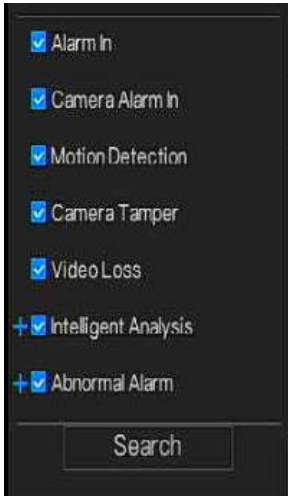 Alarm In
Camera Alarm In
Motion Detection
Camera Tamper
Video Loss
Intelligent Analysis
Abnormal Alarm
Search